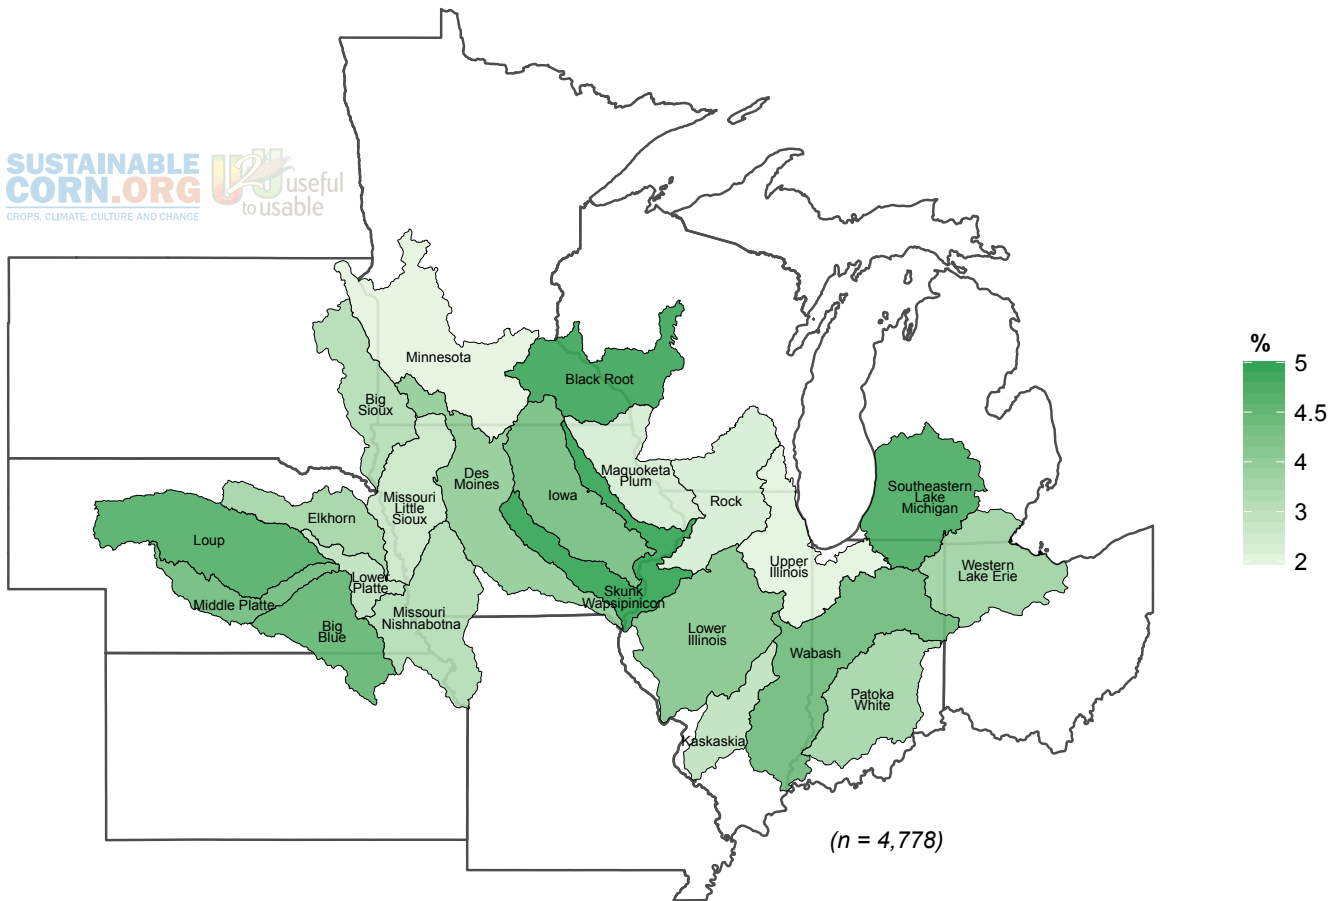 SUSTAINABLE
CORN.ORG
CROPS, CLIMATE, CULTURE AND CHANGE
U2U useful
to usable
Minnesota
Black Root
Big
Sioux
Maquoketa
Plum
Des
Moines
Iowa
Rock
Missouri
Little
Sioux
Southeastern
Lake
Michigan
Elkhorn
Loup
Upper
Illinois
Western
Lake Erie
Lower
Platte
Middle Platte
Skunk
Wapsipinicon
Missouri
Nishnabotna
Big
Blue
Lower
Illinois
Wabash
Patoka
White
Kaskaskia
(n = 4,778)
%
5
4.5
4
3
2